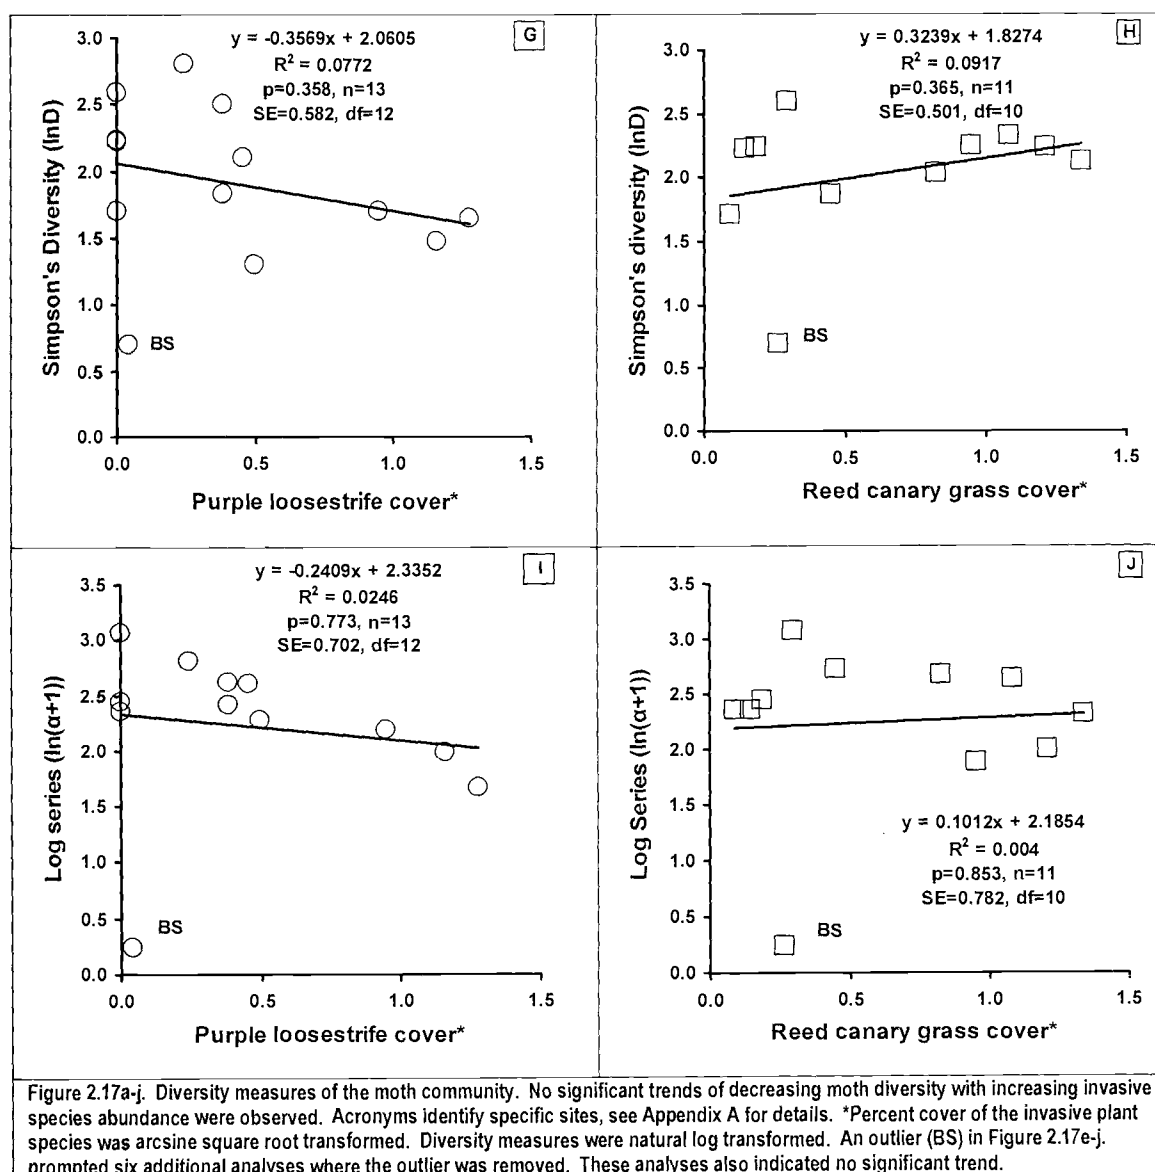 G
y = -0.3569x + 2.0605
R² = 0.0772
p=0.358, n=13
SE=0.582, df=12
Simpson's Diversity (lnD)
3.0
2.5
2.0
1.5
1.0
0.5
0.0
BS
0.0 0.5 1.0 1.5
Purple loosestrife cover*
H
y = 0.3239x + 1.8274
R² = 0.0917
p=0.365, n=11
SE=0.501, df=10
Simpson's diversity (lnD)
3.0
2.5
2.0
1.5
1.0
0.5
0.0
BS
0.0 0.5 1.0 1.5
Reed canary grass cover*
I
y = -0.2409x + 2.3352
R² = 0.0246
p=0.773, n=13
SE=0.702, df=12
Log series (ln(α+1))
3.5
3.0
2.5
2.0
1.5
1.0
0.5
0.0
BS
0.0 0.5 1.0 1.5
Purple loosestrife cover*
J
Log Series (ln(α+1))
3.5
3.0
2.5
2.0
1.5
1.0
0.5
0.0
y = 0.1012x + 2.1854
R² = 0.004
p=0.853, n=11
SE=0.782, df=10
BS
0.0 0.5 1.0 1.5
Reed canary grass cover*
Figure 2.17a-j. Diversity measures of the moth community. No significant trends of decreasing moth diversity with increasing invasive
species abundance were observed. Acronyms identify specific sites, see Appendix A for details. *Percent cover of the invasive plant
species was arcsine square root transformed. Diversity measures were natural log transformed. An outlier (BS) in Figure 2.17e-j.
prompted six additional analyses where the outlier was removed. These analyses also indicated no significant trend.